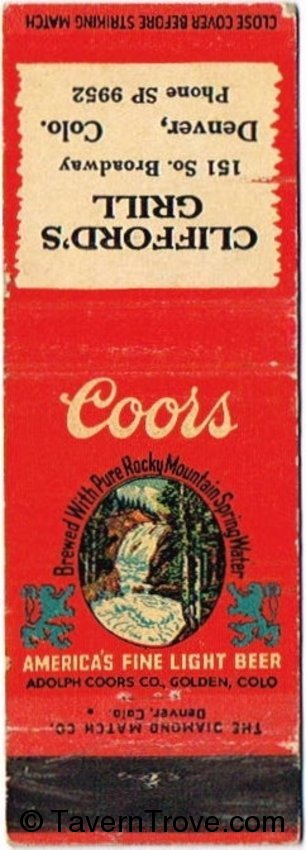 CLOSE COVER BEFORE STRIKING MATCH
CLIFFORD'S
GRILL
151 So. Broadway
Denver, Colo.
Phone SP 9952
Coors
Brewed With Pure Rocky Mountain Spring Water
AMERICA'S FINE LIGHT BEER
ADOLPH COORS CO., GOLDEN, COLO
THE DIAMOND MATCH CO.
Denver, Colo.
© TavernTrove.com